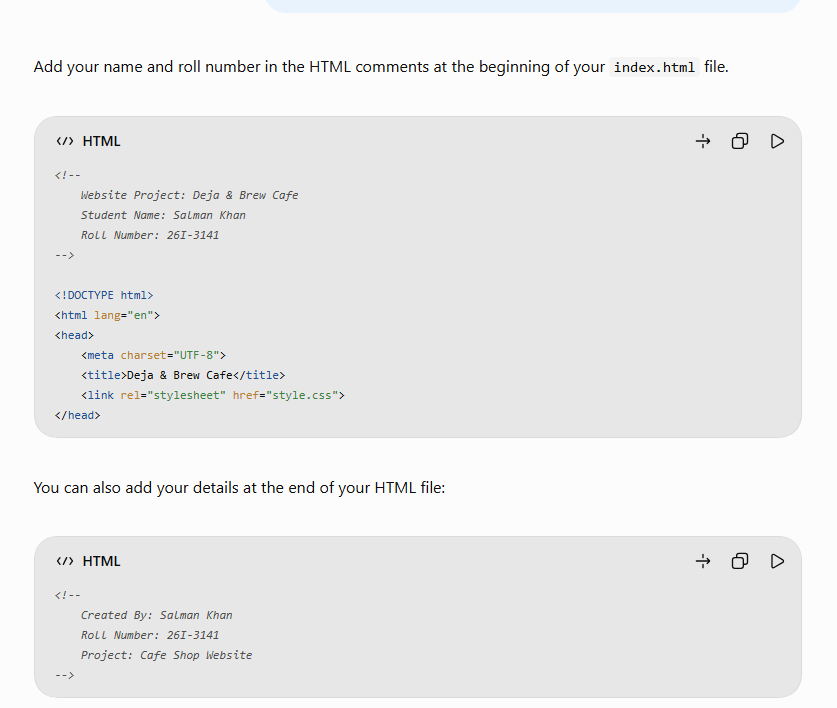 Add your name and roll number in the HTML comments at the beginning of your index.html file.
</> HTML
<!--
    Website Project: Deja & Brew Cafe
    Student Name: Salman Khan
    Roll Number: 26I-3141
-->
<!DOCTYPE html>
<html lang="en">
<head>
    <meta charset="UTF-8">
    <title>Deja & Brew Cafe</title>
    <link rel="stylesheet" href="style.css">
</head>
You can also add your details at the end of your HTML file:
</> HTML
<!--
    Created By: Salman Khan
    Roll Number: 26I-3141
    Project: Cafe Shop Website
-->